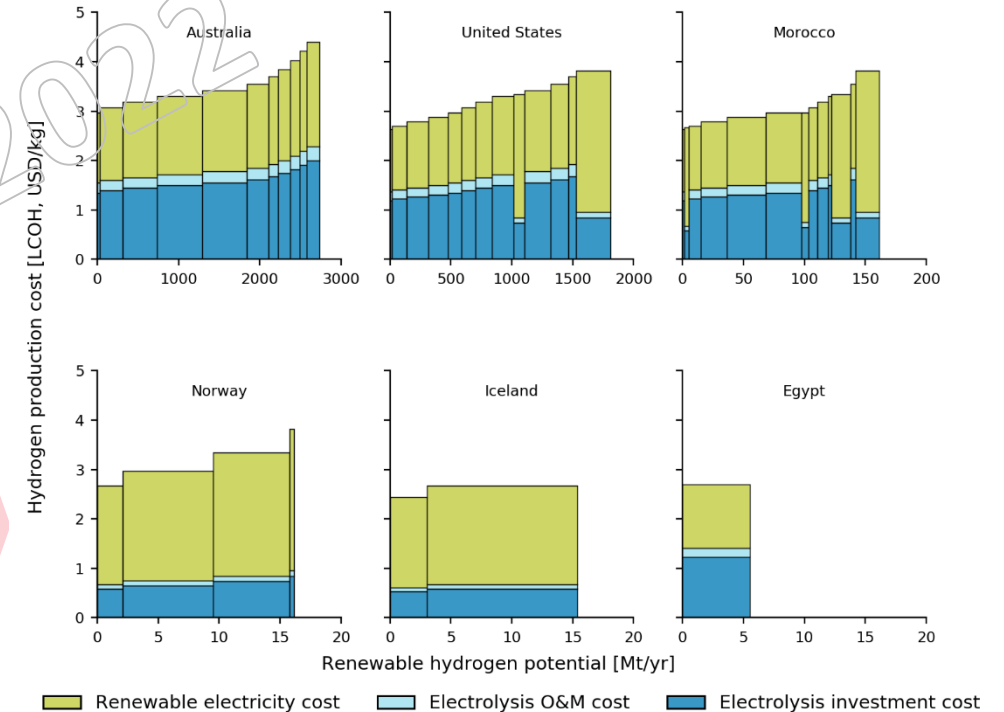 5
Australia
United States
Morocco
4
3
2
1
0
0 1000 2000 3000
0 500 1000 1500 2000
0 50 100 150 200
Hydrogen production cost [LCOH, USD/kg]
5
Norway
Iceland
Egypt
4
3
2
1
0
0 5 10 15 20
0 5 10 15 20
0 5 10 15 20
Renewable hydrogen potential [Mt/yr]
Renewable electricity cost
Electrolysis O&M cost
Electrolysis investment cost
2022